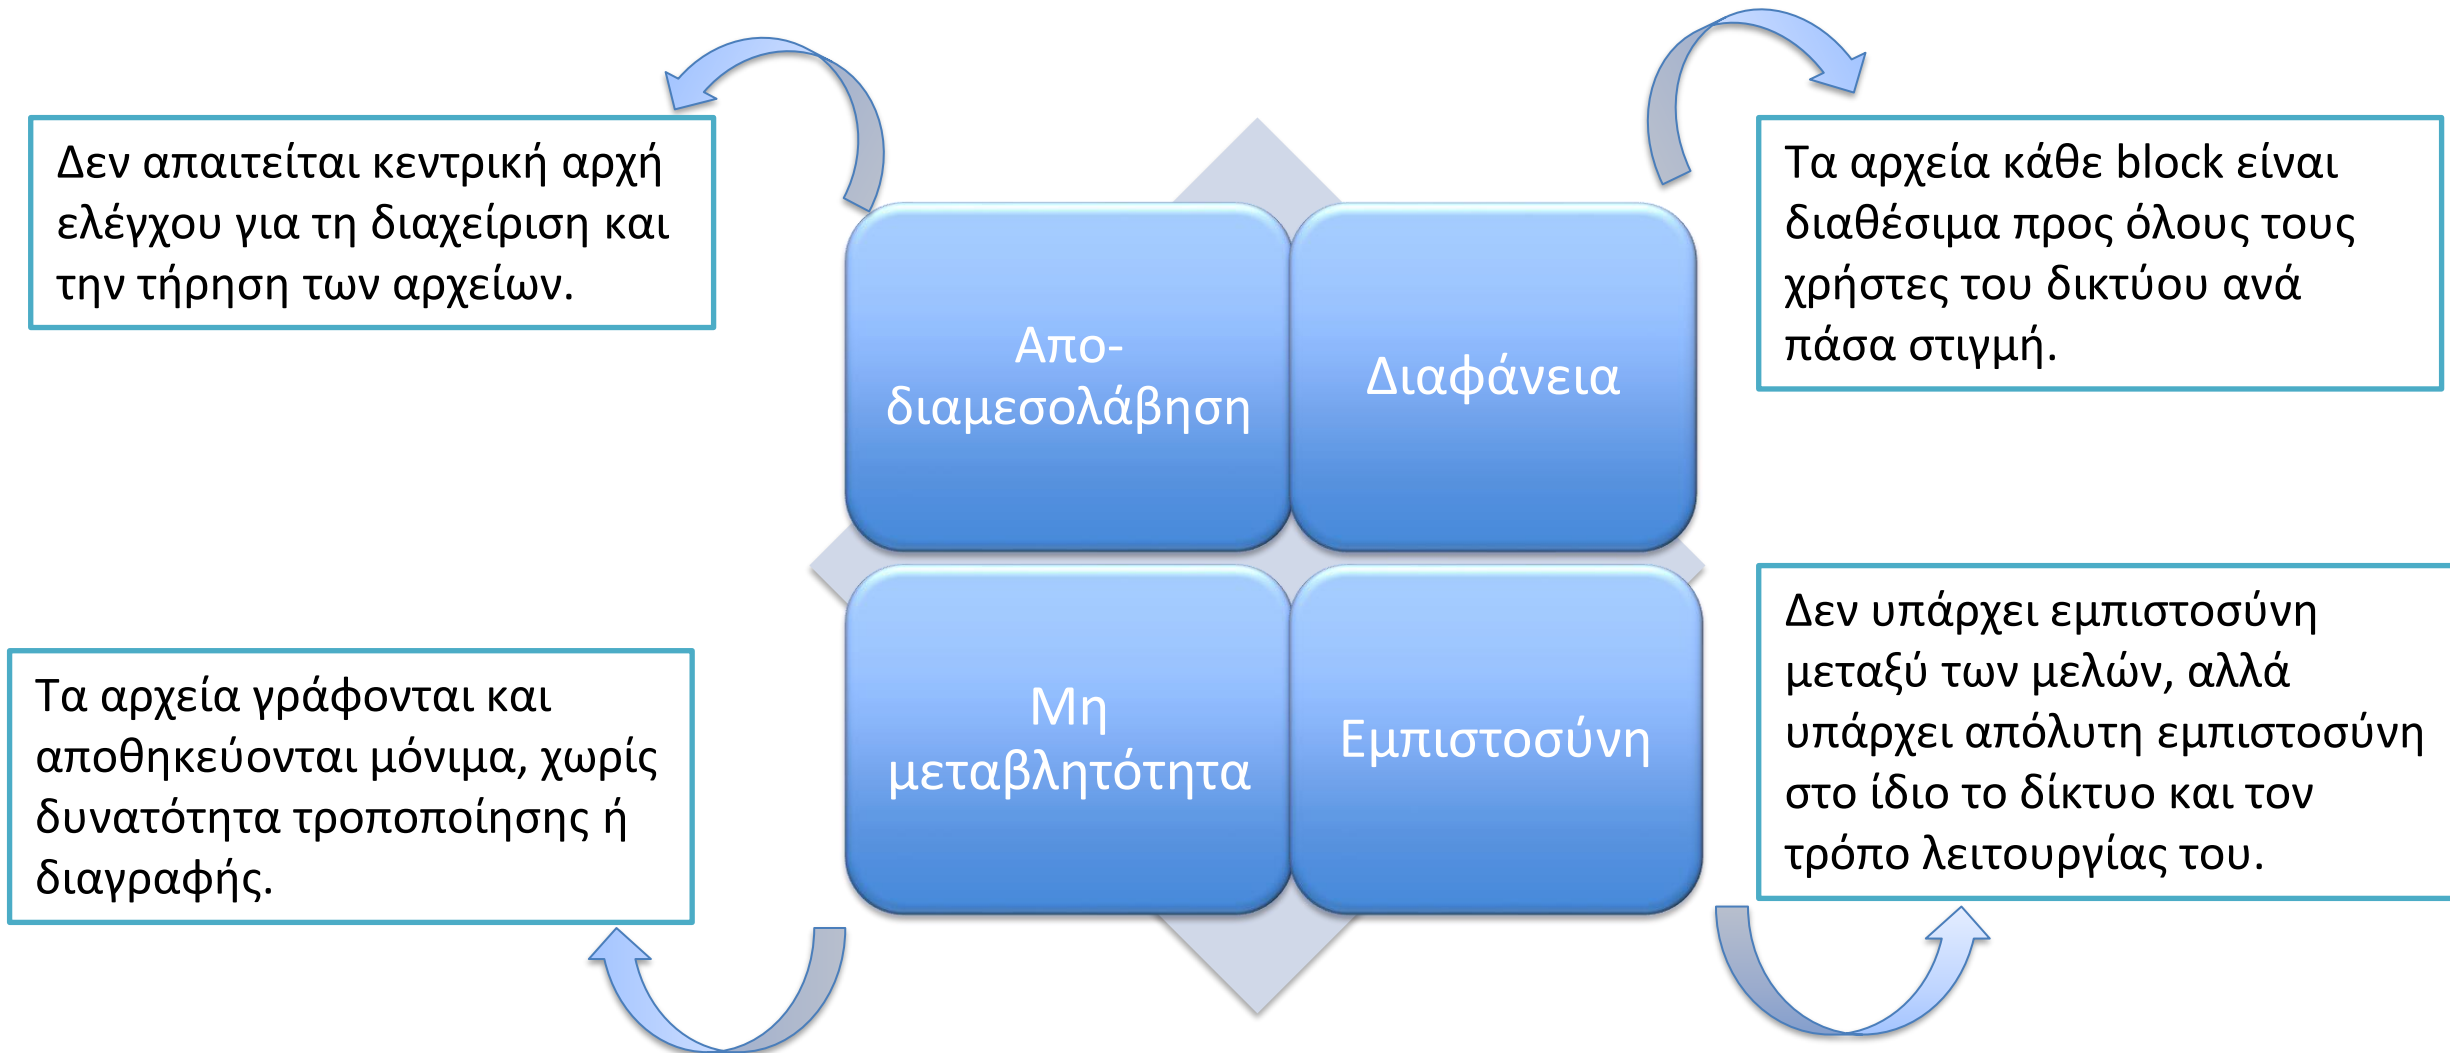 Δεν απαιτείται κεντρική αρχή
ελέγχου για τη διαχείριση και
την τήρηση των αρχείων.
Τα αρχεία κάθε block είναι
διαθέσιμα προς όλους τους
χρήστες του δικτύου ανά
πάσα στιγμή.
Απο-
διαμεσολάβηση
Διαφάνεια
Μη
μεταβλητότητα
Εμπιστοσύνη
Τα αρχεία γράφονται και
αποθηκεύονται μόνιμα, χωρίς
δυνατότητα τροποποίησης ή
διαγραφής.
Δεν υπάρχει εμπιστοσύνη
μεταξύ των μελών, αλλά
υπάρχει απόλυτη εμπιστοσύνη
στο ίδιο το δίκτυο και τον
τρόπο λειτουργίας του.